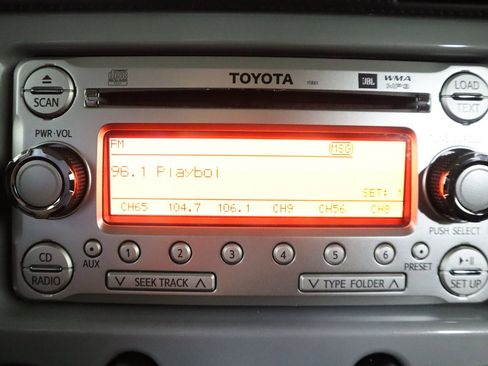 TOYOTA
JBL
WMA
MP3
SCAN
LOAD
TEXT
PWR·VOL
FM
MSG
96.1 Playboi
SET: 1
CH65 104.7 106.1 CH9 CH56 CH8
PUSH SELECT
CD
RADIO
AUX
1 2 3 4 5 6
PRESET
SEEK TRACK
TYPE FOLDER
SET UP